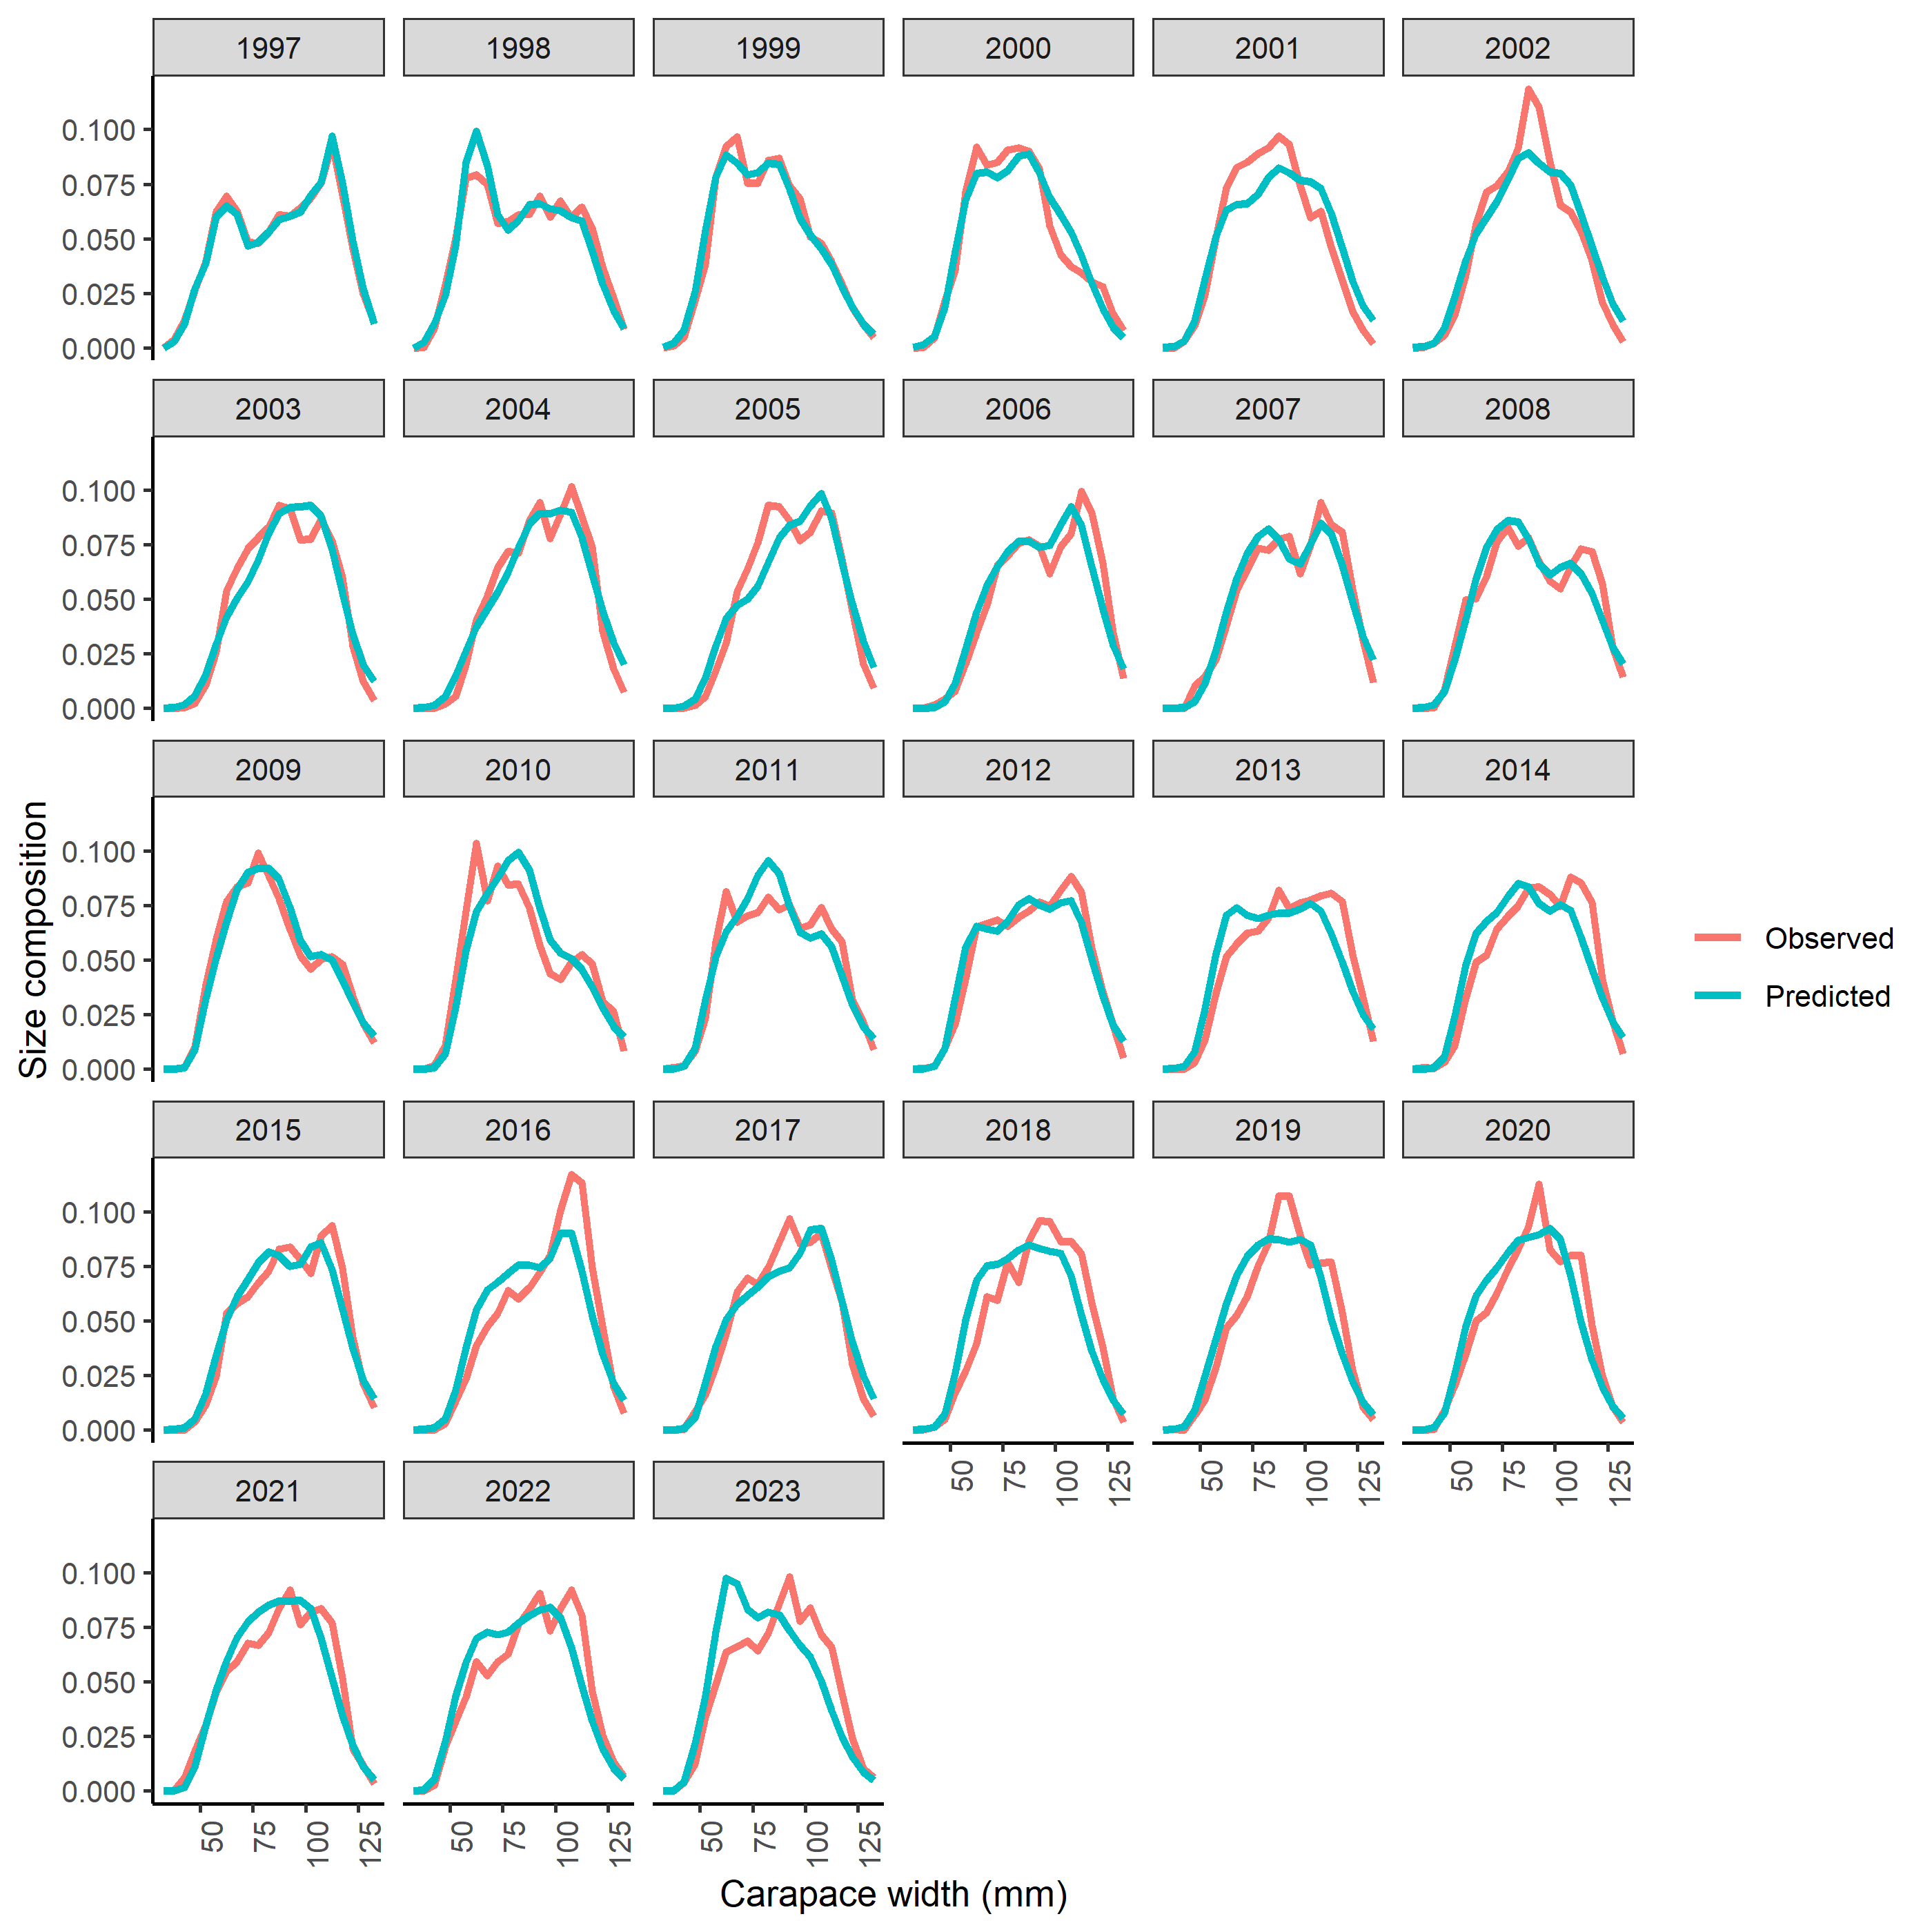 1997 1998 1999 2000 2001 2002
0.100
0.075
0.050
0.025
0.000
2003 2004 2005 2006 2007 2008
0.100
0.075
0.050
0.025
0.000
2009 2010 2011 2012 2013 2014
0.100
0.075
0.050
0.025
0.000
Size composition
Observed
Predicted
2015 2016 2017 2018 2019 2020
0.100
0.075
0.050
0.025
0.000
50 75 100 125 50 75 100 125 50 75 100 125
2021 2022 2023
0.100
0.075
0.050
0.025
0.000
50 75 100 125 50 75 100 125 50 75 100 125
Carapace width (mm)